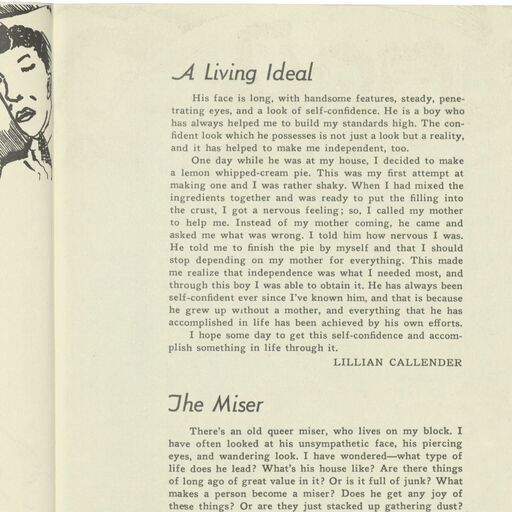 A Living Ideal
His face is long, with handsome features, steady, pene-
trating eyes, and a look of self-confidence. He is a boy who
has always helped me to build my standards high. The con-
fident look which he possesses is not just a look but a reality,
and it has helped to make me independent, too.
One day while he was at my house, I decided to make
a lemon whipped-cream pie. This was my first attempt at
making one and I was rather shaky. When I had mixed the
ingredients together and was ready to put the filling into
the crust, I got a nervous feeling; so, I called my mother
to help me. Instead of my mother coming, he came and
asked me what was wrong. I told him how nervous I was.
He told me to finish the pie by myself and that I should
stop depending on my mother for everything. This made
me realize that independence was what I needed most, and
through this boy I was able to obtain it. He has always been
self-confident ever since I've known him, and that is because
he grew up without a mother, and everything that he has
accomplished in life has been achieved by his own efforts.
I hope some day to get this self-confidence and accom-
plish something in life through it.
LILLIAN CALLENDER
The Miser
There's an old queer miser, who lives on my block. I
have often looked at his unsympathetic face, his piercing
eyes, and wandering look. I have wondered—what type of
life does he lead? What's his house like? Are there things
of long ago of great value in it? Or is it full of junk? What
makes a person become a miser? Does he get any joy of
these things? Or are they just stacked up gathering dust?